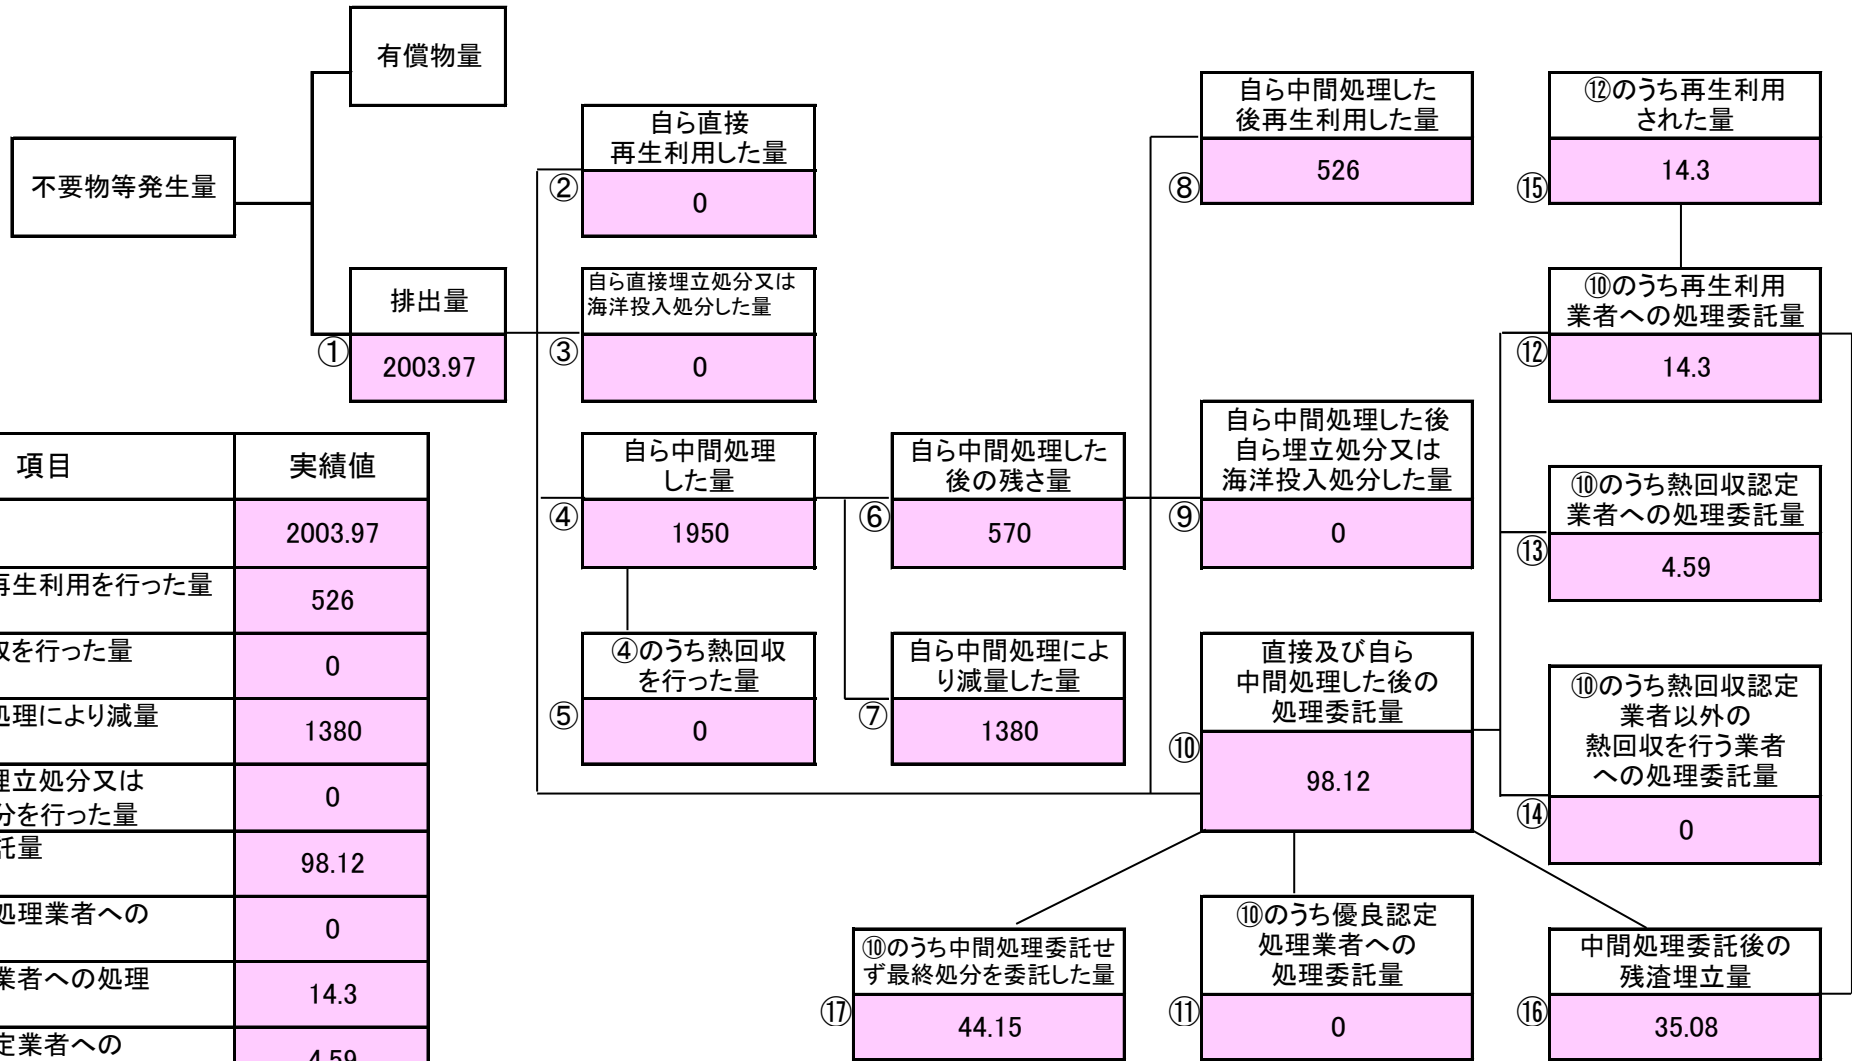 有償物量
不要物等発生量
排出量
①
2003.97
自ら直接
再生利用した量
②
0
自ら直接埋立処分又は
海洋投入処分した量
③
0
自ら中間処理
した量
④
1950
④のうち熱回収
を行った量
⑤
0
自ら中間処理した
後の残さ量
⑥
570
自ら中間処理によ
り減量した量
⑦
1380
自ら中間処理した
後再生利用した量
⑧
526
自ら中間処理した後
自ら埋立処分又は
海洋投入処分した量
⑨
0
直接及び自ら
中間処理した後の
処理委託量
⑩
98.12
⑫のうち再生利用
された量
⑮
14.3
⑩のうち再生利用
業者への処理委託量
⑫
14.3
⑩のうち熱回収認定
業者への処理委託量
⑬
4.59
⑩のうち熱回収認定
業者以外の
熱回収を行う業者
への処理委託量
⑭
0
⑩のうち中間処理委託せ
ず最終処分を委託した量
⑰
44.15
⑩のうち優良認定
処理業者への
処理委託量
⑪
0
中間処理委託後の
残渣埋立量
⑯
35.08
項目 実績値
2003.97
再生利用を行った量 526
を行った量 0
処理により減量 1380
埋立処分又は
を行った量 0
託量 98.12
処理業者への 0
業者への処理 14.3
定業者への 4.59